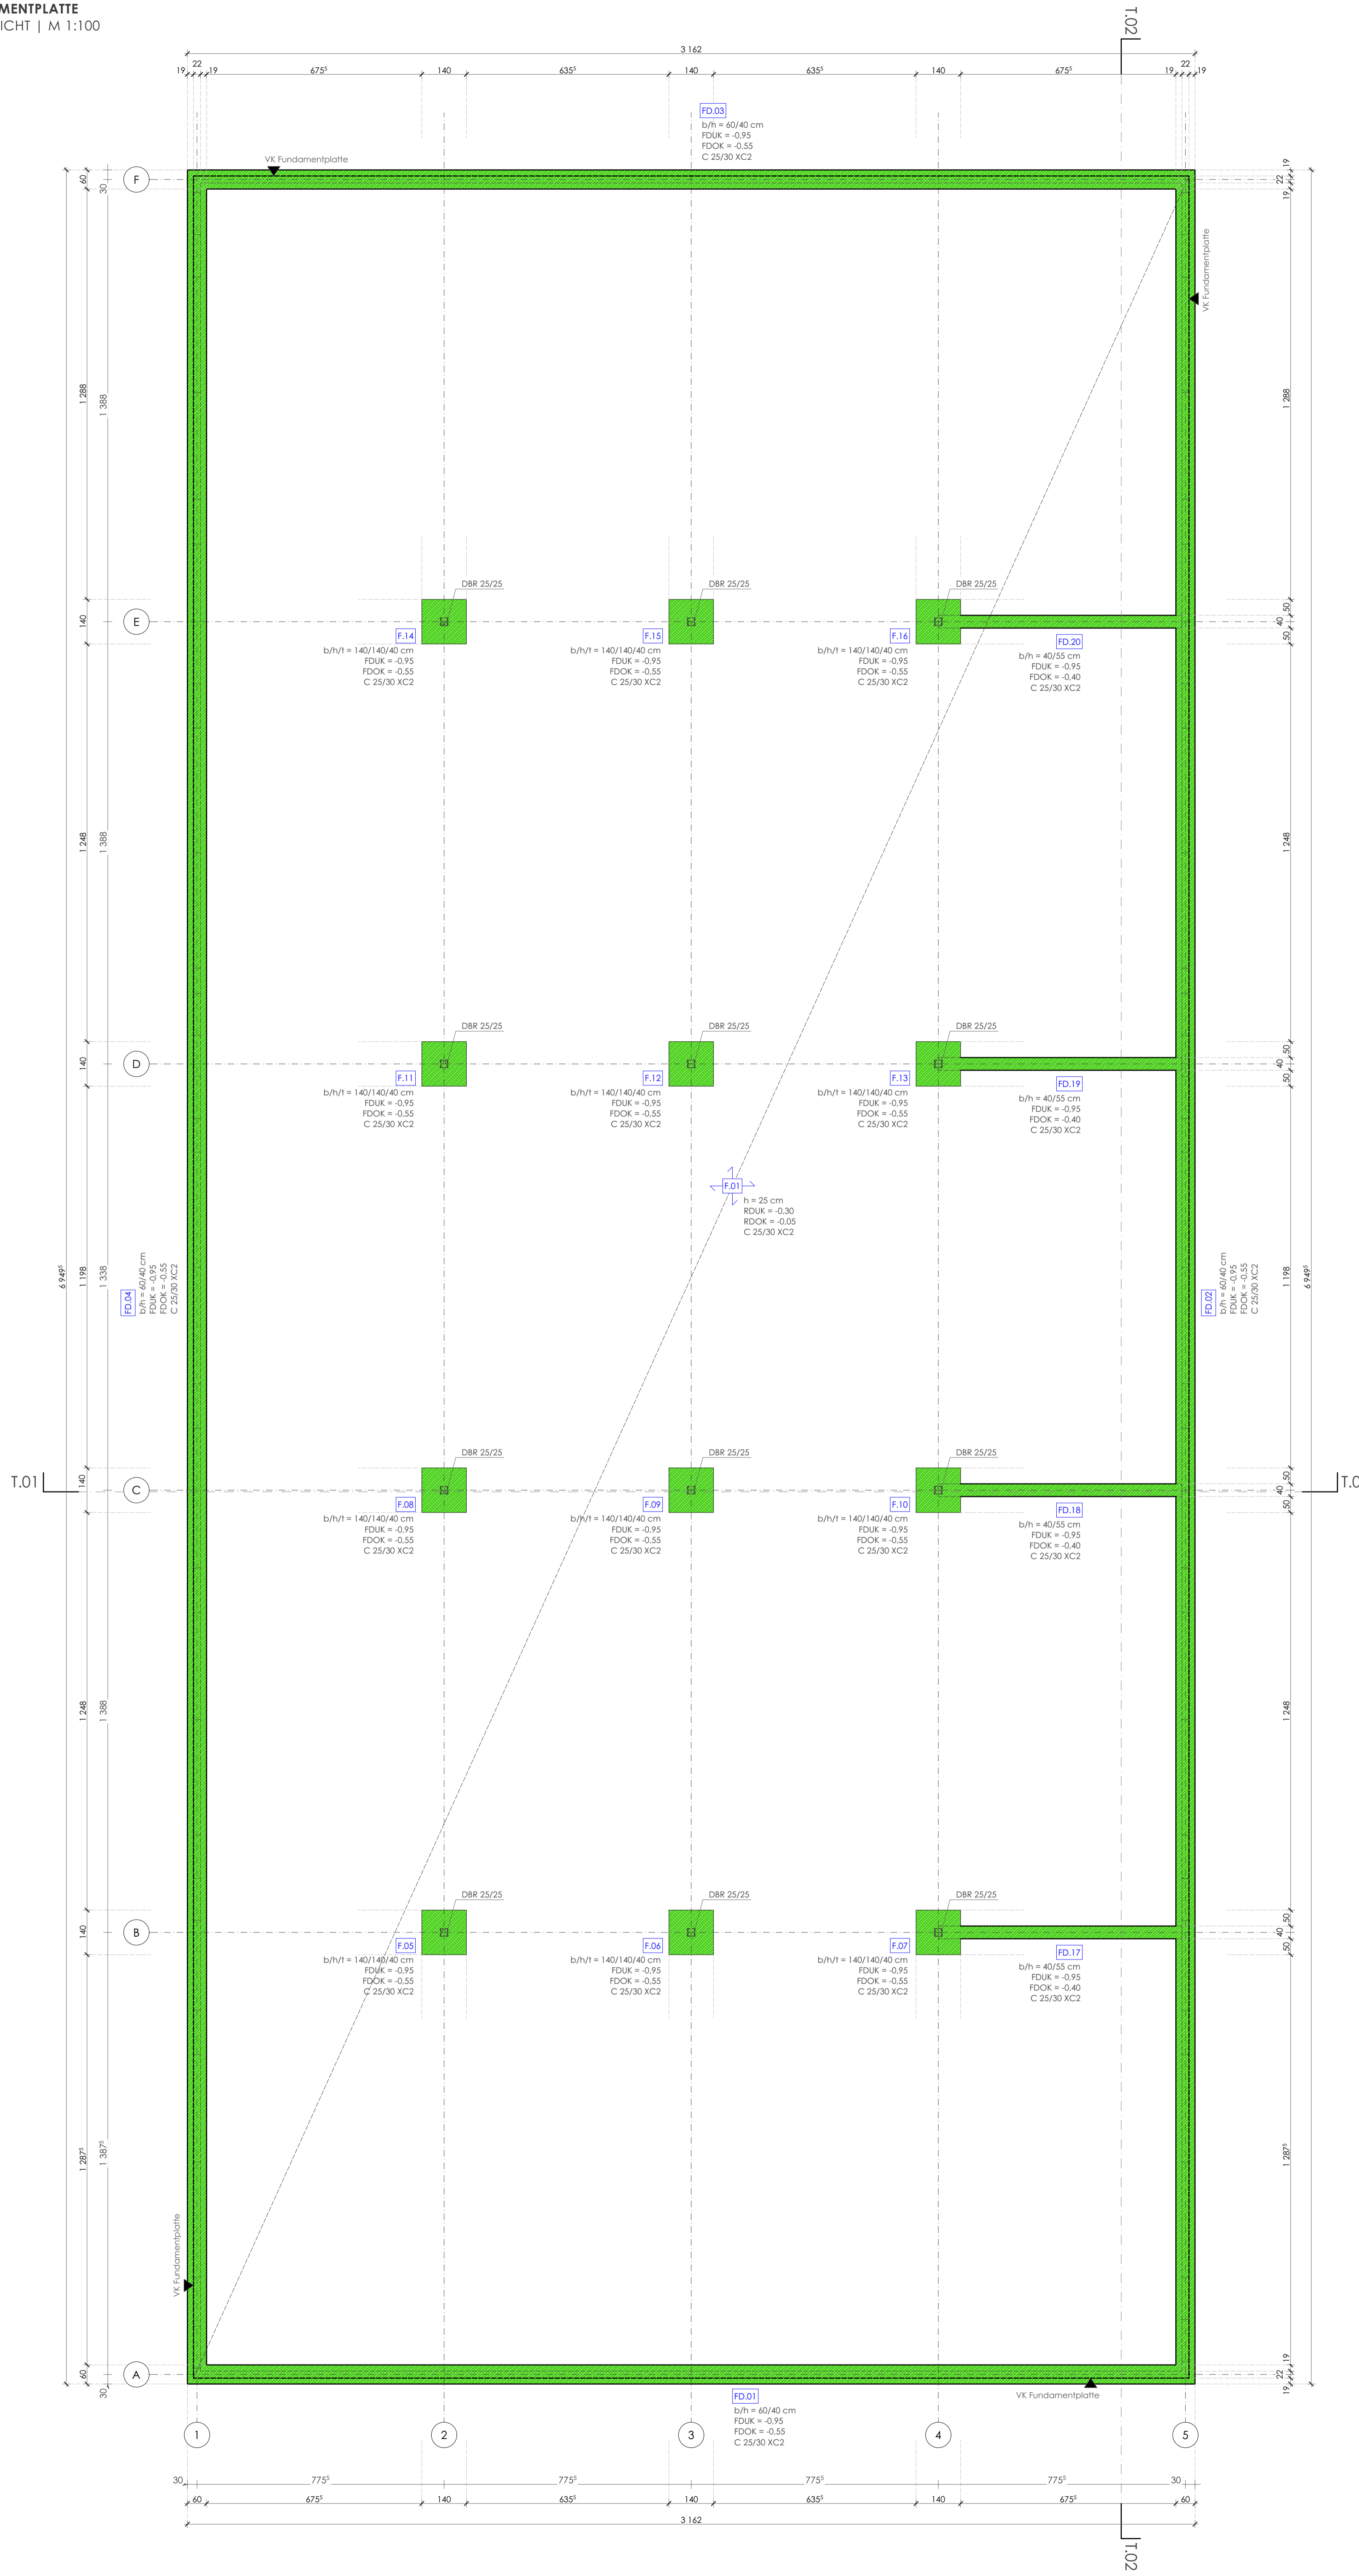 MENTPLATTE
ICHT | M 1:100
T.02
3 162
19 22 19 675⁵ 140 635⁵ 140 635⁵ 140 675⁵ 19 22 19
FD.03
b/h = 60/40 cm
FDUK = -0,95
FDOK = -0,55
C 25/30 XC2
VK Fundamentplatte
F
60
30
19
22
19
VK Fundamentplatte
1 288
1 388
1 288
DBR 25/25
DBR 25/25
DBR 25/25
E
140
50
40
50
F.14
b/h/t = 140/140/40 cm
FDUK = -0,95
FDOK = -0,55
C 25/30 XC2
F.15
b/h/t = 140/140/40 cm
FDUK = -0,95
FDOK = -0,55
C 25/30 XC2
F.16
b/h/t = 140/140/40 cm
FDUK = -0,95
FDOK = -0,55
C 25/30 XC2
FD.20
b/h = 40/55 cm
FDUK = -0,95
FDOK = -0,40
C 25/30 XC2
1 248
1 388
1 248
DBR 25/25
DBR 25/25
DBR 25/25
D
140
50
40
50
F.11
b/h/t = 140/140/40 cm
FDUK = -0,95
FDOK = -0,55
C 25/30 XC2
F.12
b/h/t = 140/140/40 cm
FDUK = -0,95
FDOK = -0,55
C 25/30 XC2
F.13
b/h/t = 140/140/40 cm
FDUK = -0,95
FDOK = -0,55
C 25/30 XC2
FD.19
b/h = 40/55 cm
FDUK = -0,95
FDOK = -0,40
C 25/30 XC2
F.01
h = 25 cm
RDUK = -0,30
RDOK = -0,05
C 25/30 XC2
6 949⁵
1 198
1 338
FD.04
b/h = 60/40 cm
FDUK = -0,95
FDOK = -0,55
C 25/30 XC2
FD.02
b/h = 60/40 cm
FDUK = -0,95
FDOK = -0,55
C 25/30 XC2
1 198
6 949⁵
DBR 25/25
DBR 25/25
DBR 25/25
T.01
C
140
50
40
50
T.0
F.08
b/h/t = 140/140/40 cm
FDUK = -0,95
FDOK = -0,55
C 25/30 XC2
F.09
b/h/t = 140/140/40 cm
FDUK = -0,95
FDOK = -0,55
C 25/30 XC2
F.10
b/h/t = 140/140/40 cm
FDUK = -0,95
FDOK = -0,55
C 25/30 XC2
FD.18
b/h = 40/55 cm
FDUK = -0,95
FDOK = -0,40
C 25/30 XC2
1 248
1 388
1 248
DBR 25/25
DBR 25/25
DBR 25/25
B
140
50
40
50
F.05
b/h/t = 140/140/40 cm
FDUK = -0,95
FDOK = -0,55
C 25/30 XC2
F.06
b/h/t = 140/140/40 cm
FDUK = -0,95
FDOK = -0,55
C 25/30 XC2
F.07
b/h/t = 140/140/40 cm
FDUK = -0,95
FDOK = -0,55
C 25/30 XC2
FD.17
b/h = 40/55 cm
FDUK = -0,95
FDOK = -0,40
C 25/30 XC2
1 287⁵
1 387⁵
1 287⁵
VK Fundamentplatte
A
60
30
19
22
19
FD.01
b/h = 60/40 cm
FDUK = -0,95
FDOK = -0,55
C 25/30 XC2
VK Fundamentplatte
1 2 3 4 5
30 775⁵ 775⁵ 775⁵ 775⁵ 30
60 675⁵ 140 635⁵ 140 635⁵ 140 675⁵ 60
3 162
T.02